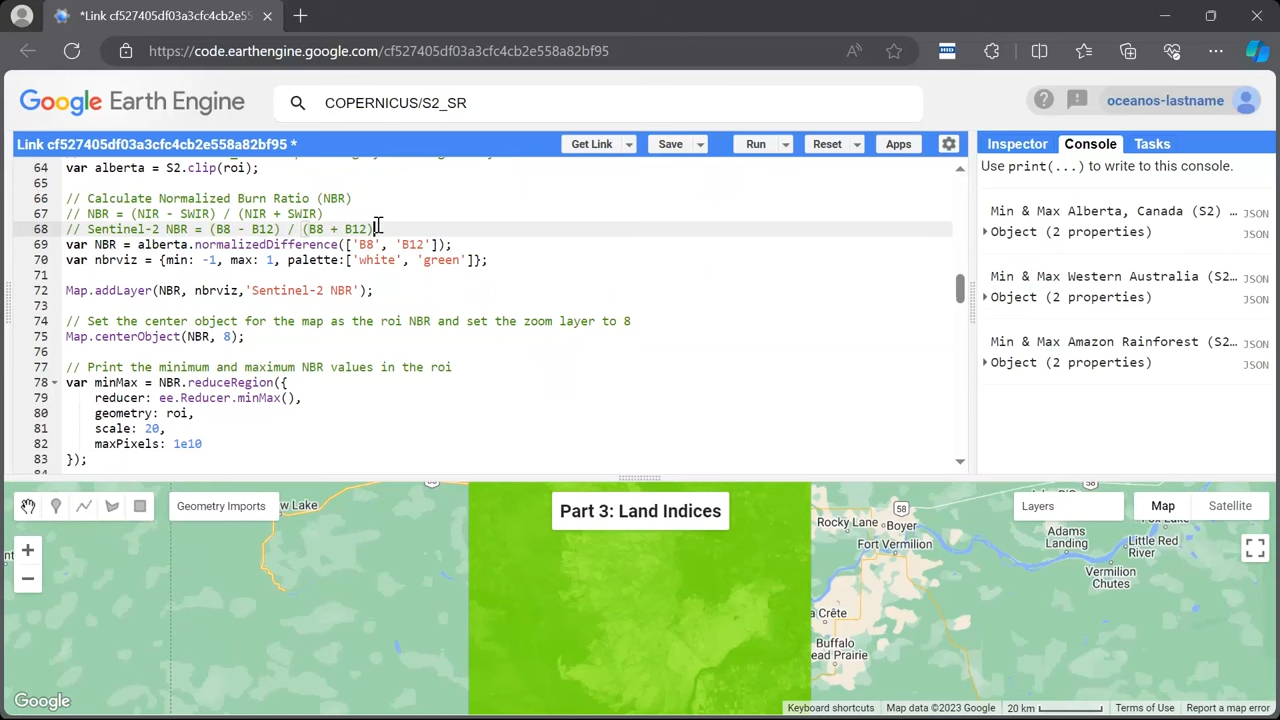 *Link cf527405df03a3cfc4cb2e55
https://code.earthengine.google.com/cf527405df03a3cfc4cb2e558a82bf95
Google Earth Engine
COPERNICUS/S2_SR
oceanos-lastname
Link cf527405df03a3cfc4cb2e558a82bf95 *
Get Link
Save
Run
Reset
Apps
Inspector
Console
Tasks
64 var alberta = S2.clip(roi);
65
66 // Calculate Normalized Burn Ratio (NBR)
67 // NBR = (NIR - SWIR) / (NIR + SWIR)
68 // Sentinel-2 NBR = (B8 - B12) / (B8 + B12)
69 var NBR = alberta.normalizedDifference(['B8', 'B12']);
70 var nbrviz = {min: -1, max: 1, palette:['white', 'green']};
71
72 Map.addLayer(NBR, nbrviz,'Sentinel-2 NBR');
73
74 // Set the center object for the map as the roi NBR and set the zoom layer to 8
75 Map.centerObject(NBR, 8);
76
77 // Print the minimum and maximum NBR values in the roi
78 var minMax = NBR.reduceRegion({
79 reducer: ee.Reducer.minMax(),
80 geometry: roi,
81 scale: 20,
82 maxPixels: 1e10
83 });
Use print(...) to write to this console.
Min & Max Alberta, Canada (S2) … JSON
Object (2 properties) JSON
Min & Max Western Australia (S2… JSON
Object (2 properties) JSON
Min & Max Amazon Rainforest (S2… JSON
Object (2 properties) JSON
Geometry Imports
w Lake
Part 3: Land Indices
Layers
Map
Satellite
58
58
Rocky Lane
Boyer
Fort Vermilion
Adams
Landing
Little Red
River
Vermilion
Chutes
a Crête
Buffalo
ead Prairie
Google
Keyboard shortcuts
Map data ©2023 Google
20 km
Terms of Use
Report a map error